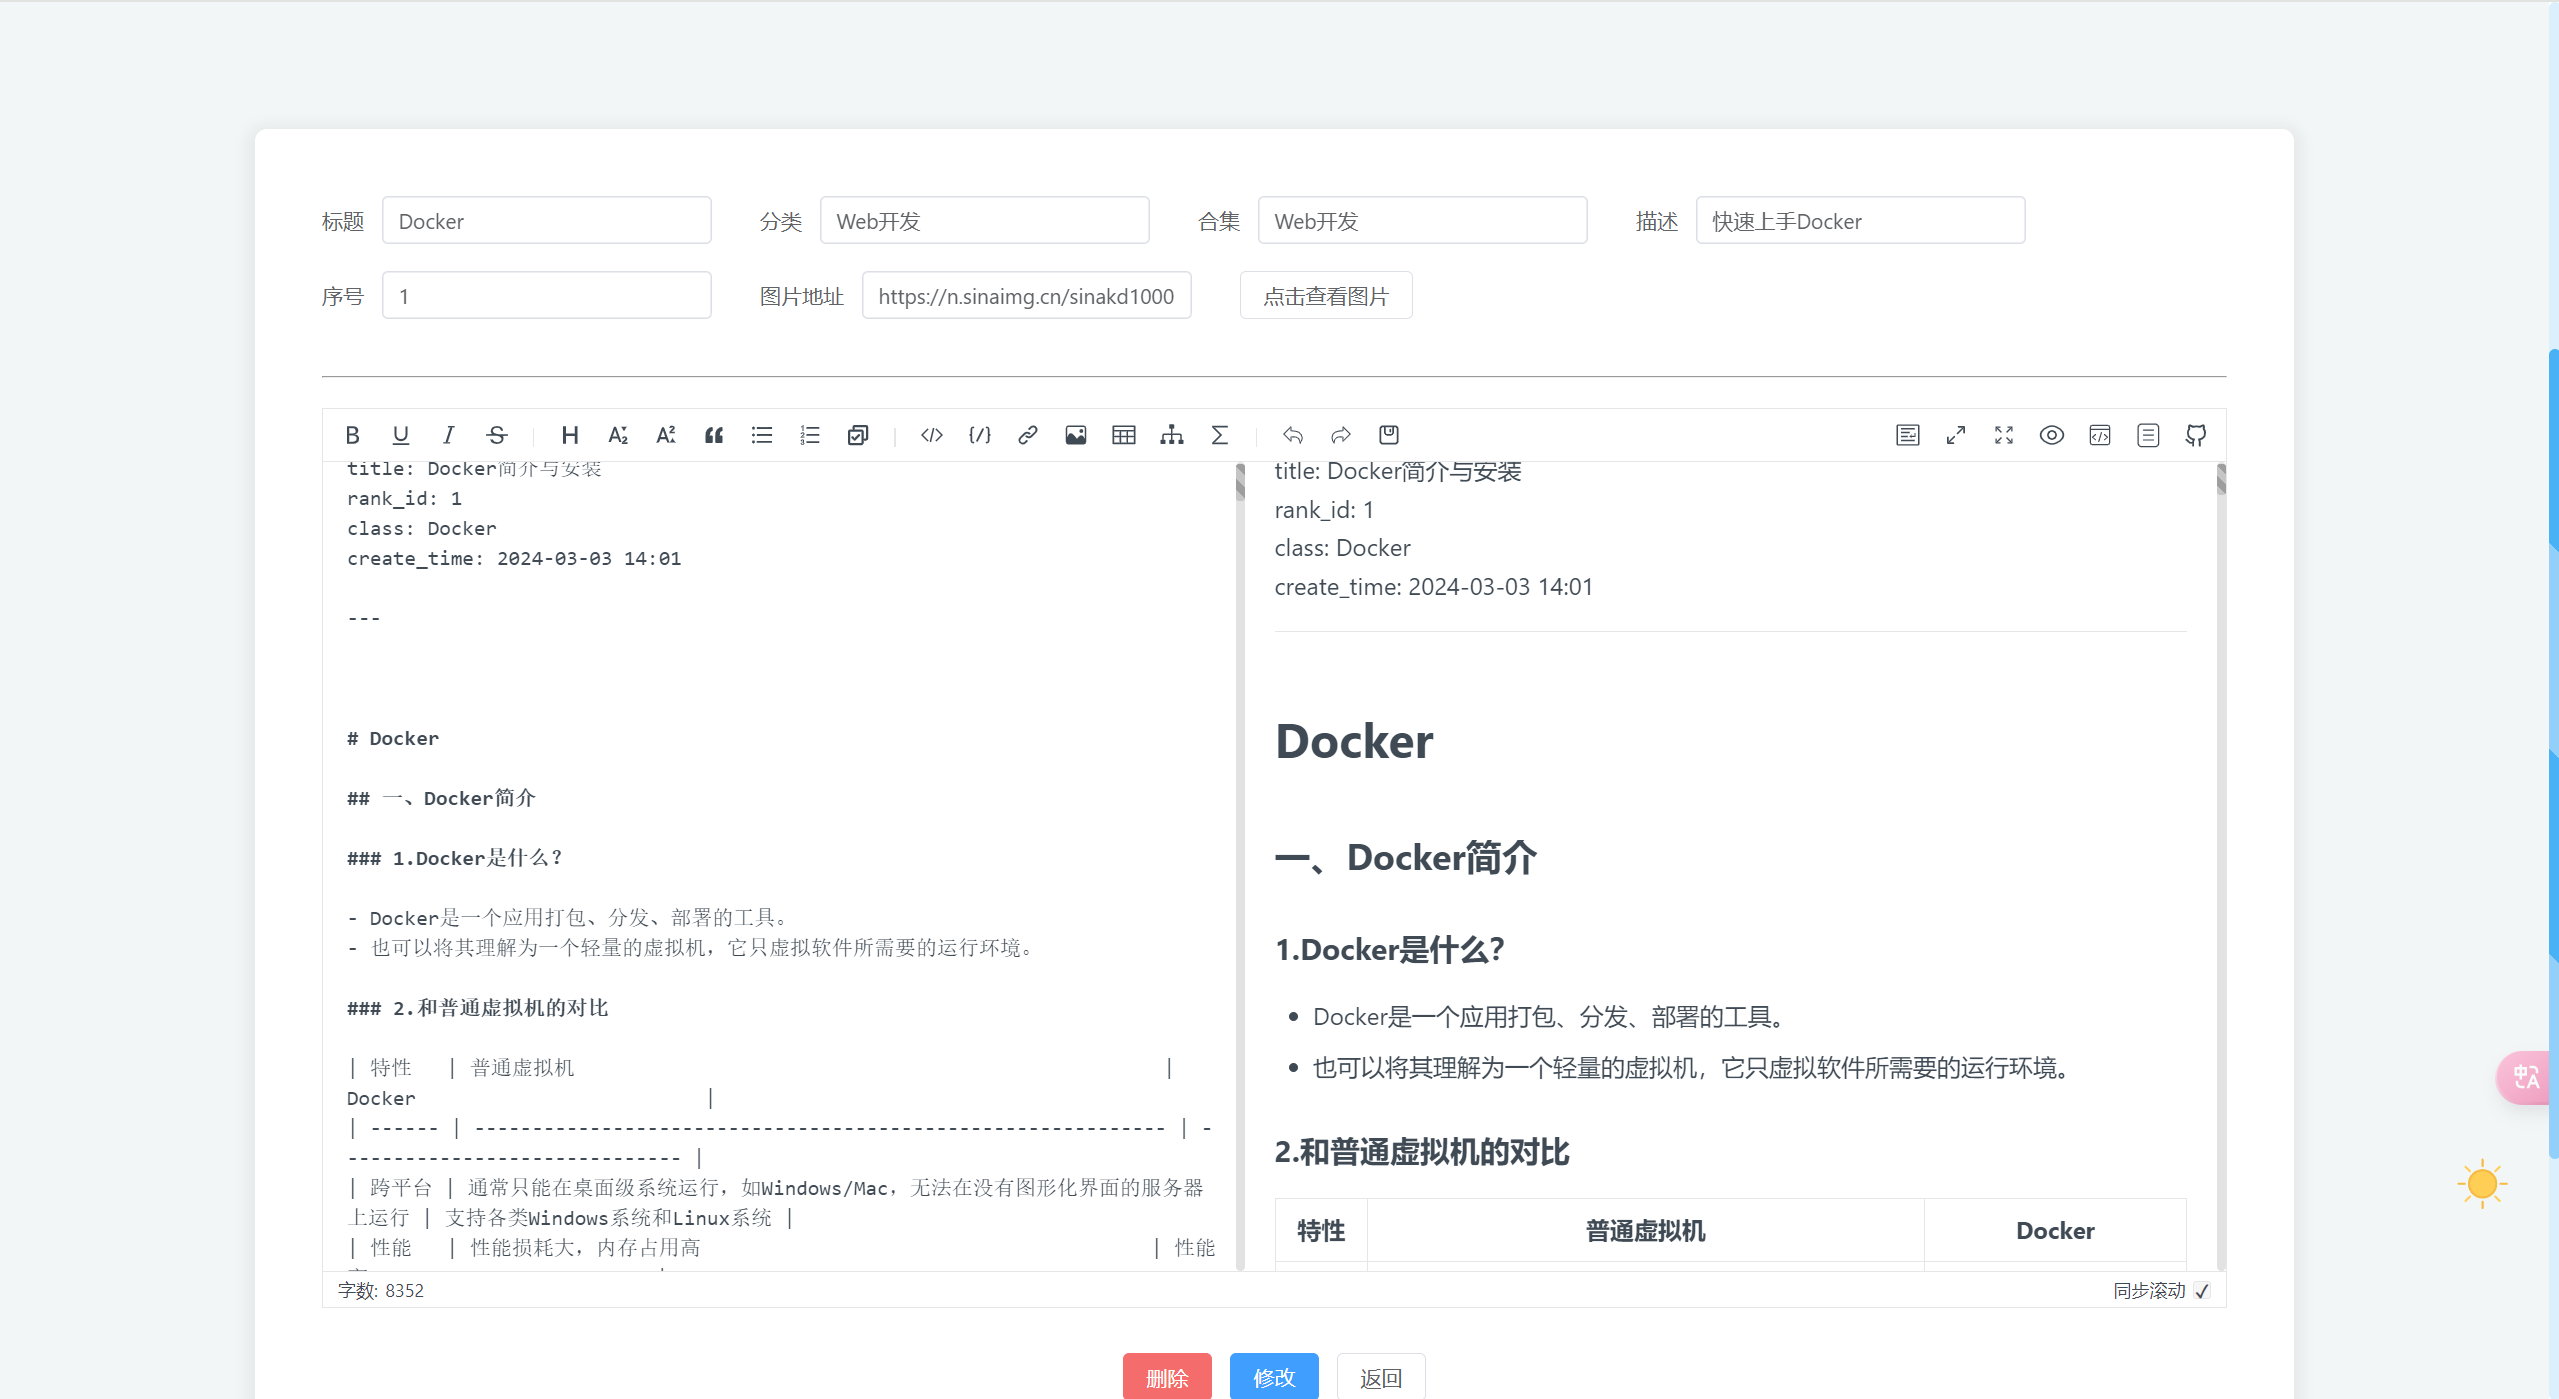 标题 Docker 分类 Web开发 合集 Web开发 描述 快速上手Docker
序号 1 图片地址 https://n.sinaimg.cn/sinakd1000 点击查看图片
title: Docker简介与安装
rank_id: 1
class: Docker
create_time: 2024-03-03 14:01
---
# Docker
## 一、Docker简介
### 1.Docker是什么？
- Docker是一个应用打包、分发、部署的工具。
- 也可以将其理解为一个轻量的虚拟机，它只虚拟软件所需要的运行环境。
### 2.和普通虚拟机的对比
| 特性 | 普通虚拟机 |
Docker |
| ------ | ------------------------------------------------------------ | -
----------------------------- |
| 跨平台 | 通常只能在桌面级系统运行，如Windows/Mac，无法在没有图形化界面的服务器
上运行 | 支持各类Windows系统和Linux系统 |
| 性能 | 性能损耗大，内存占用高 | 性能
title: Docker简介与安装
rank_id: 1
class: Docker
create_time: 2024-03-03 14:01
Docker
一、Docker简介
1.Docker是什么？
• Docker是一个应用打包、分发、部署的工具。
• 也可以将其理解为一个轻量的虚拟机，它只虚拟软件所需要的运行环境。
2.和普通虚拟机的对比
特性 普通虚拟机 Docker
字数: 8352 同步滚动
删除 修改 返回